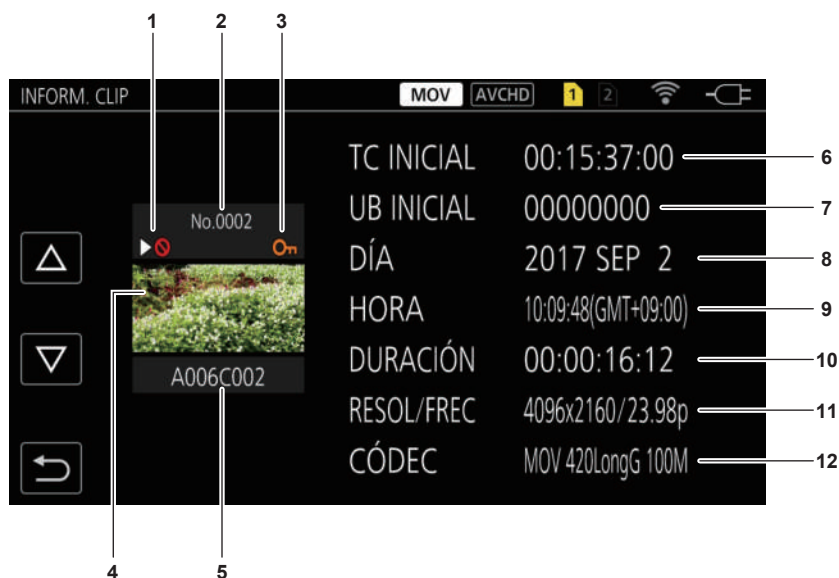 1 2 3
INFORM. CLIP MOV AVCHD 1 2
No.0002
A006C002
TC INICIAL 00:15:37:00 6
UB INICIAL 00000000 7
DÍA 2017 SEP 2 8
HORA 10:09:48(GMT+09:00) 9
DURACIÓN 00:00:16:12 10
RESOL/FREC 4096x2160/23.98p 11
CÓDEC MOV 420LongG 100M 12
4 5